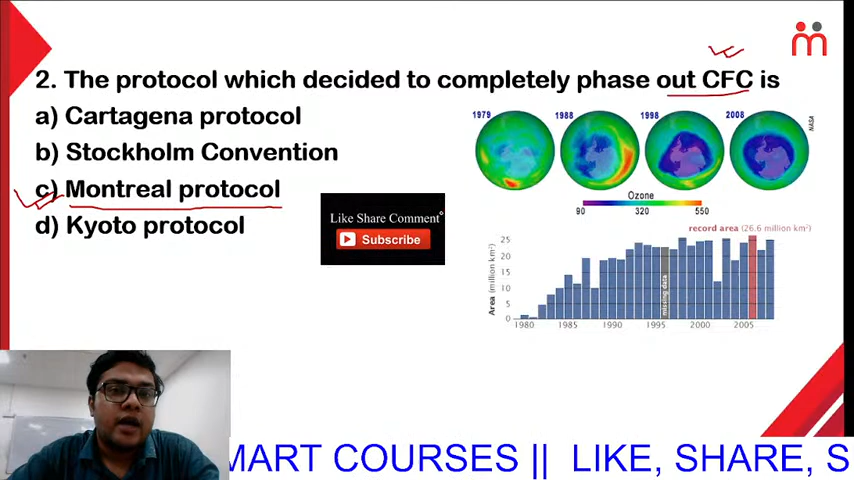 2. The protocol which decided to completely phase out CFC is
a) Cartagena protocol
b) Stockholm Convention
c) Montreal protocol
d) Kyoto protocol
1979 1988 1998 2008
NASA
Ozone
90 320 550
Like Share Comment
Subscribe
record area (26.6 million km²)
Area (million km²)
25
20
15
10
5
0
missing data
1980 1985 1990 1995 2000 2005
MART COURSES || LIKE, SHARE, S